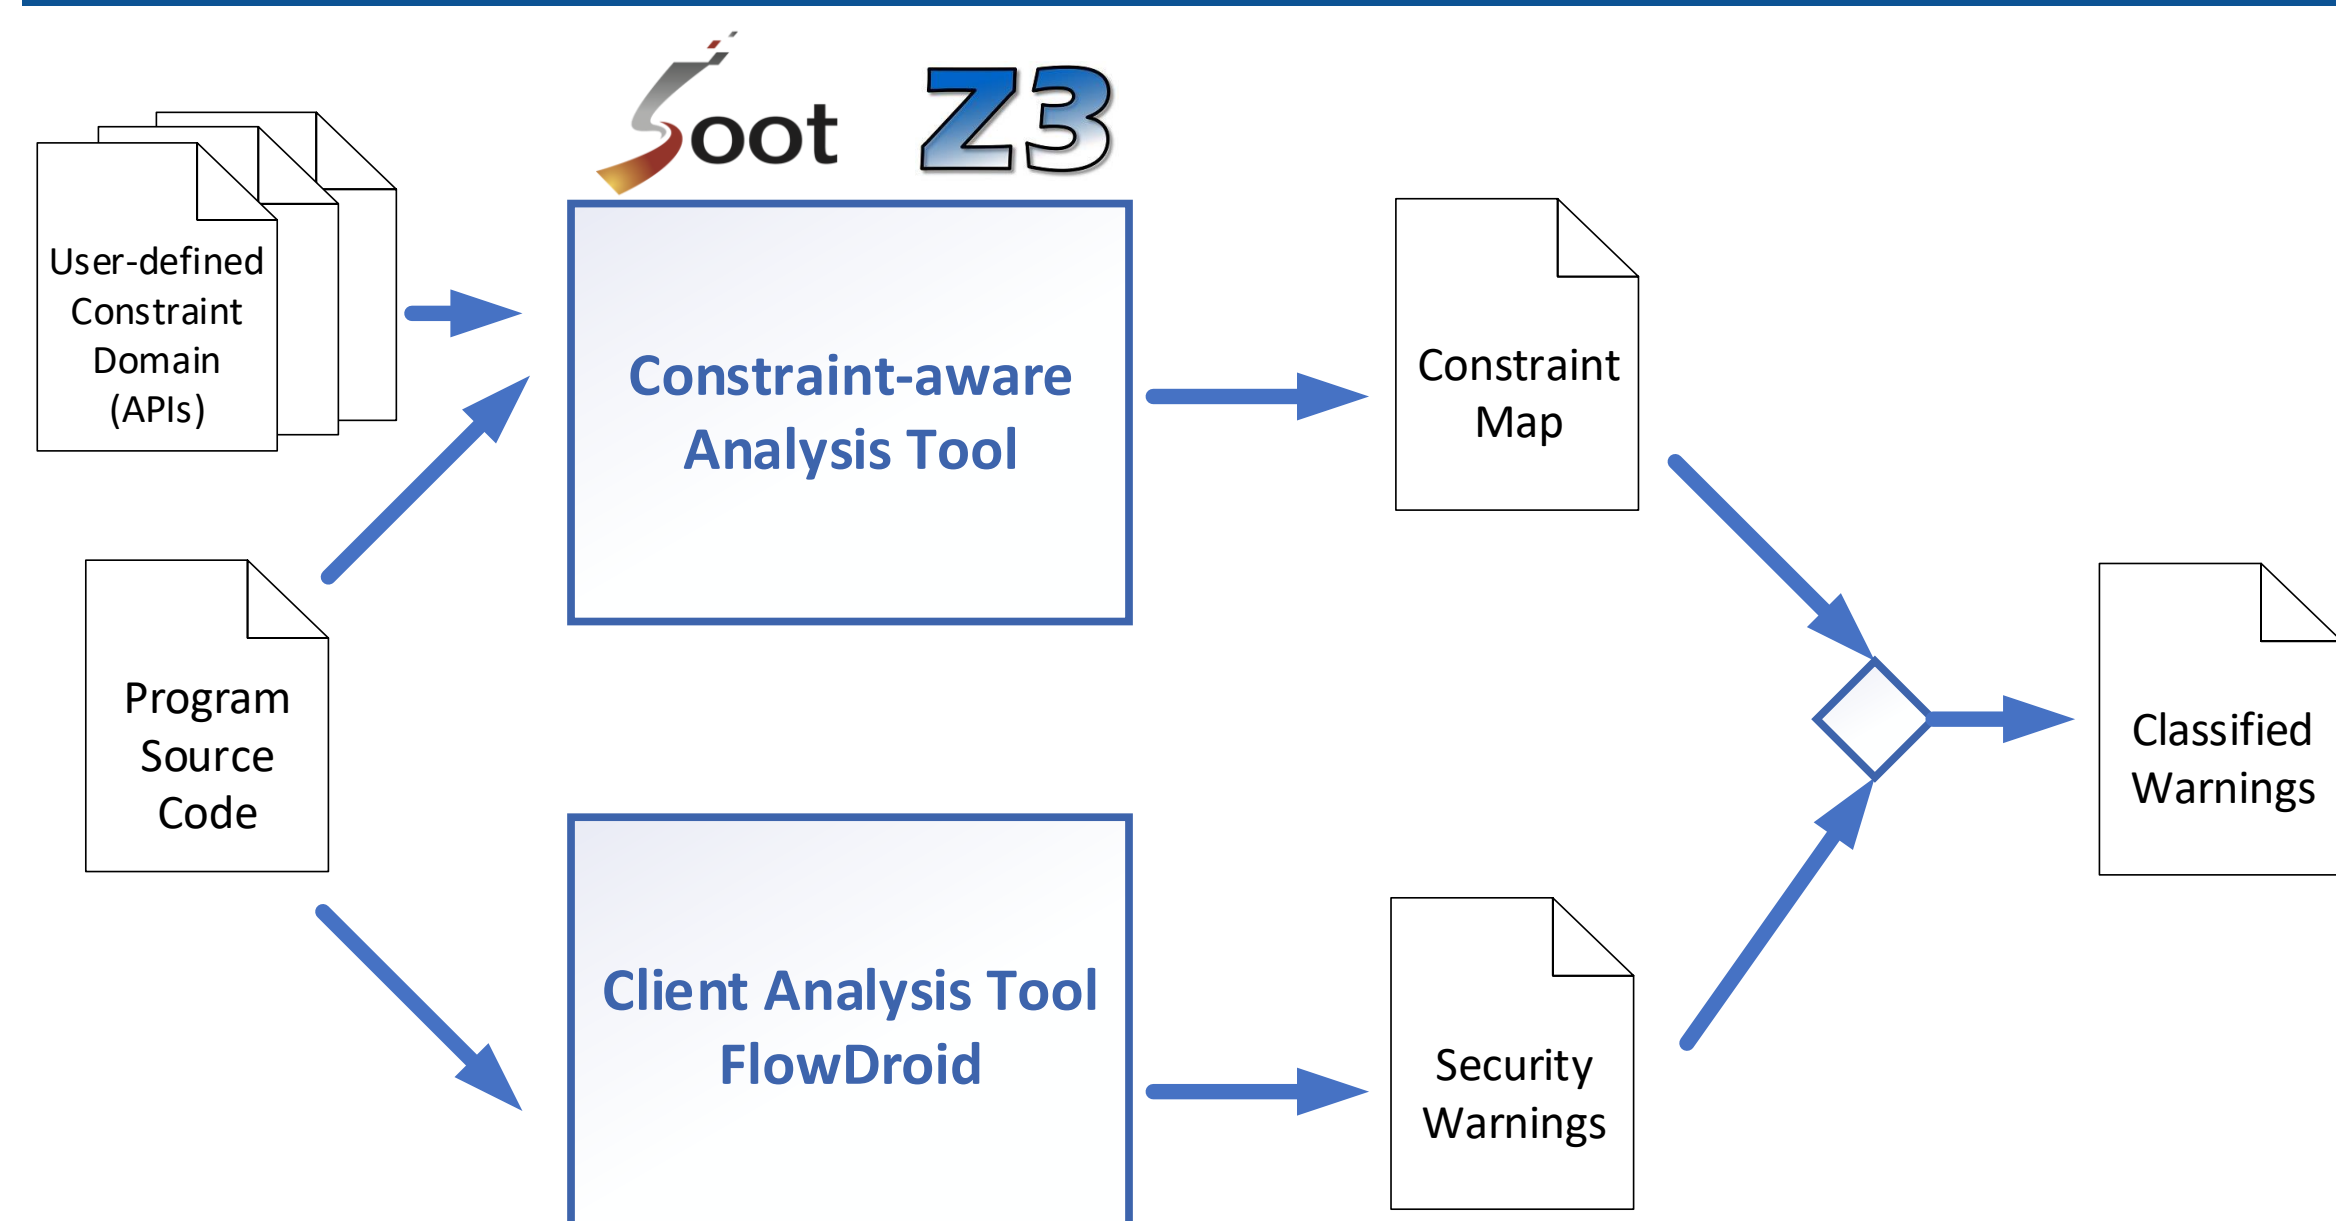 Soot
Z3
User-defined
Constraint
Domain
(APIs)
Constraint-aware
Analysis Tool
Constraint
Map
Program
Source
Code
Classified
Warnings
Client Analysis Tool
FlowDroid
Security
Warnings